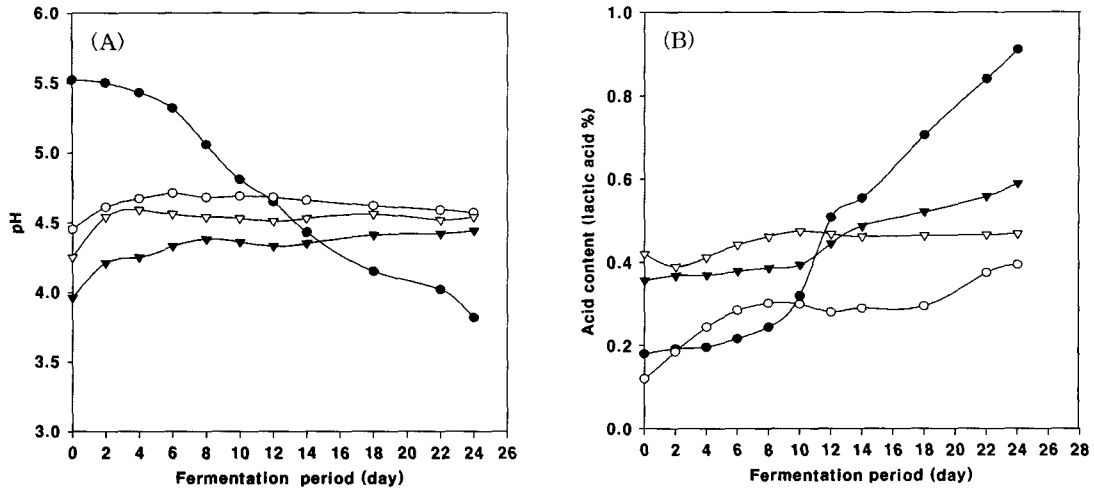 (A)
pH
6.0
5.5
5.0
4.5
4.0
3.5
3.0
0 2 4 6 8 10 12 14 16 18 20 22 24 26
Fermentation period (day)
(B)
Acid content (lactic acid %)
1.0
0.8
0.6
0.4
0.2
0.0
0 2 4 6 8 10 12 14 16 18 20 22 24 26 28
Fermentation period (day)